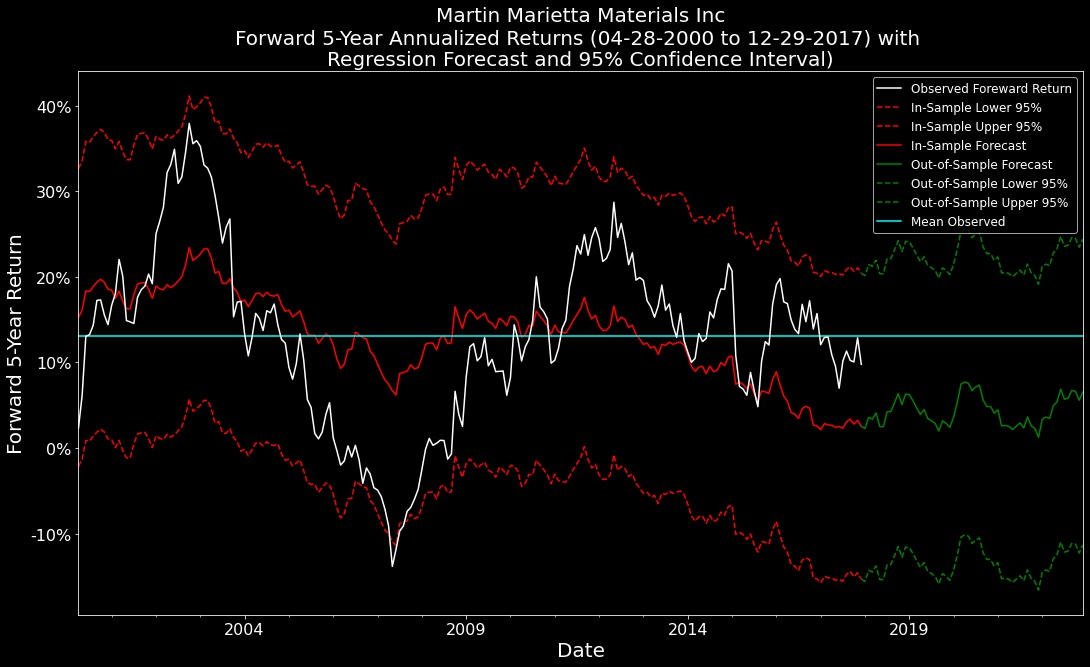 Martin Marietta Materials Inc
Forward 5-Year Annualized Returns (04-28-2000 to 12-29-2017) with
Regression Forecast and 95% Confidence Interval)
Observed Foreward Return
In-Sample Lower 95%
In-Sample Upper 95%
In-Sample Forecast
Out-of-Sample Forecast
Out-of-Sample Lower 95%
Out-of-Sample Upper 95%
Mean Observed
Forward 5-Year Return
40%
30%
20%
10%
0%
-10%
2004
2009
2014
2019
Date